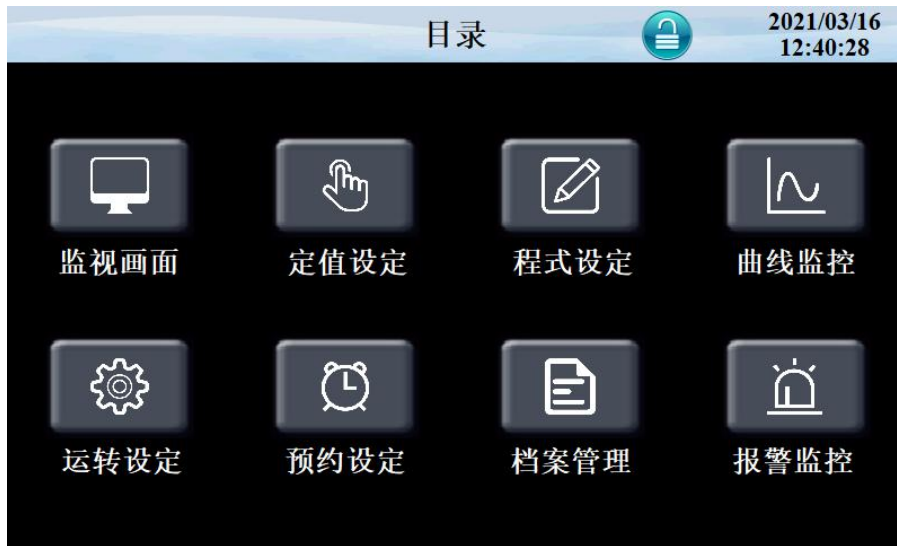 目录
2021/03/16
12:40:28
监视画面
定值设定
程式设定
曲线监控
运转设定
预约设定
档案管理
报警监控